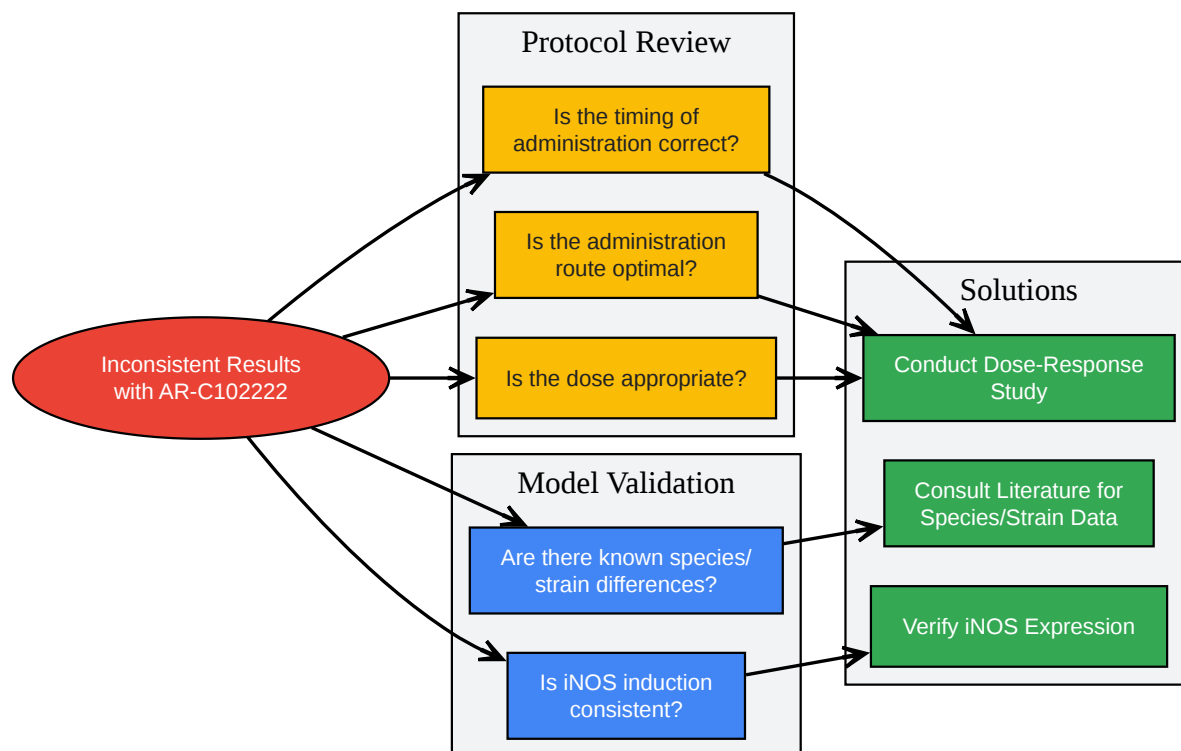 Protocol Review
Is the timing of
administration correct?
Is the administration
route optimal?
Is the dose appropriate?
Inconsistent Results
with AR-C102222
Model Validation
Are there known species/
strain differences?
Is iNOS induction
consistent?
Solutions
Conduct Dose-Response
Study
Consult Literature for
Species/Strain Data
Verify iNOS Expression